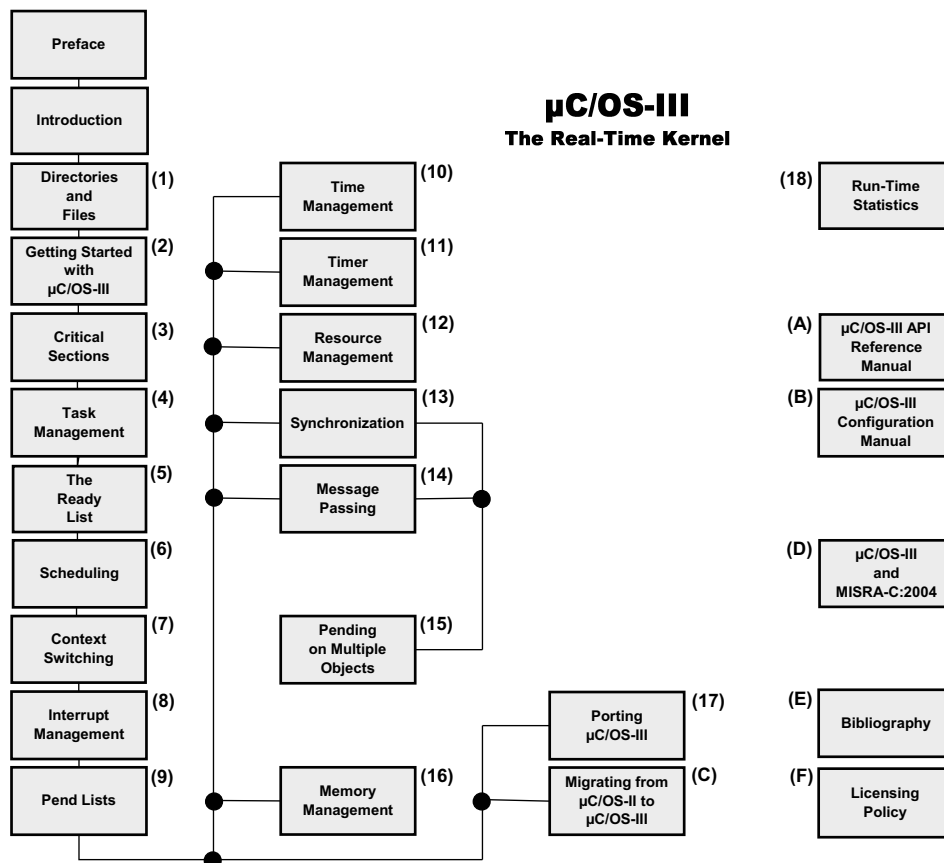 Preface
Introduction
Directories
and
Files
(1)
Getting Started
with
µC/OS-III
(2)
Critical
Sections
(3)
Task
Management
(4)
The
Ready
List
(5)
Scheduling
(6)
Context
Switching
(7)
Interrupt
Management
(8)
Pend Lists
(9)
µC/OS-III
The Real-Time Kernel
Time
Management
(10)
Timer
Management
(11)
Resource
Management
(12)
Synchronization
(13)
Message
Passing
(14)
Pending
on Multiple
Objects
(15)
Memory
Management
(16)
Porting
µC/OS-III
(17)
Migrating from
µC/OS-II to
µC/OS-III
(C)
(18)
Run-Time
Statistics
(A)
µC/OS-III API
Reference
Manual
(B)
µC/OS-III
Configuration
Manual
(D)
µC/OS-III
and
MISRA-C:2004
(E)
Bibliography
(F)
Licensing
Policy